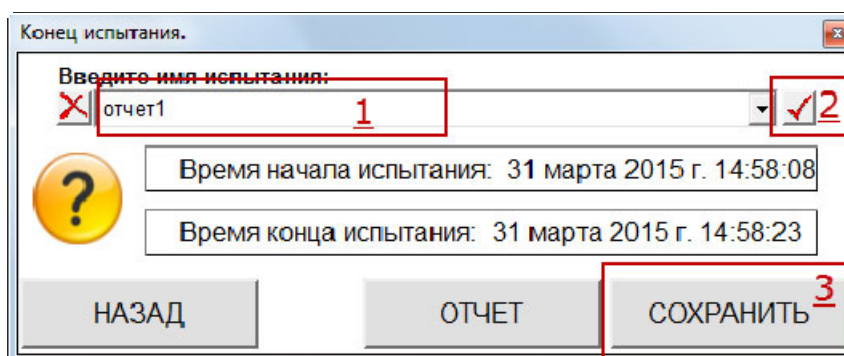 Конец испытания.
Введите имя испытания:
отчет1 1 2
Время начала испытания: 31 марта 2015 г. 14:58:08
Время конца испытания: 31 марта 2015 г. 14:58:23
НАЗАД ОТЧЕТ СОХРАНИТЬ 3